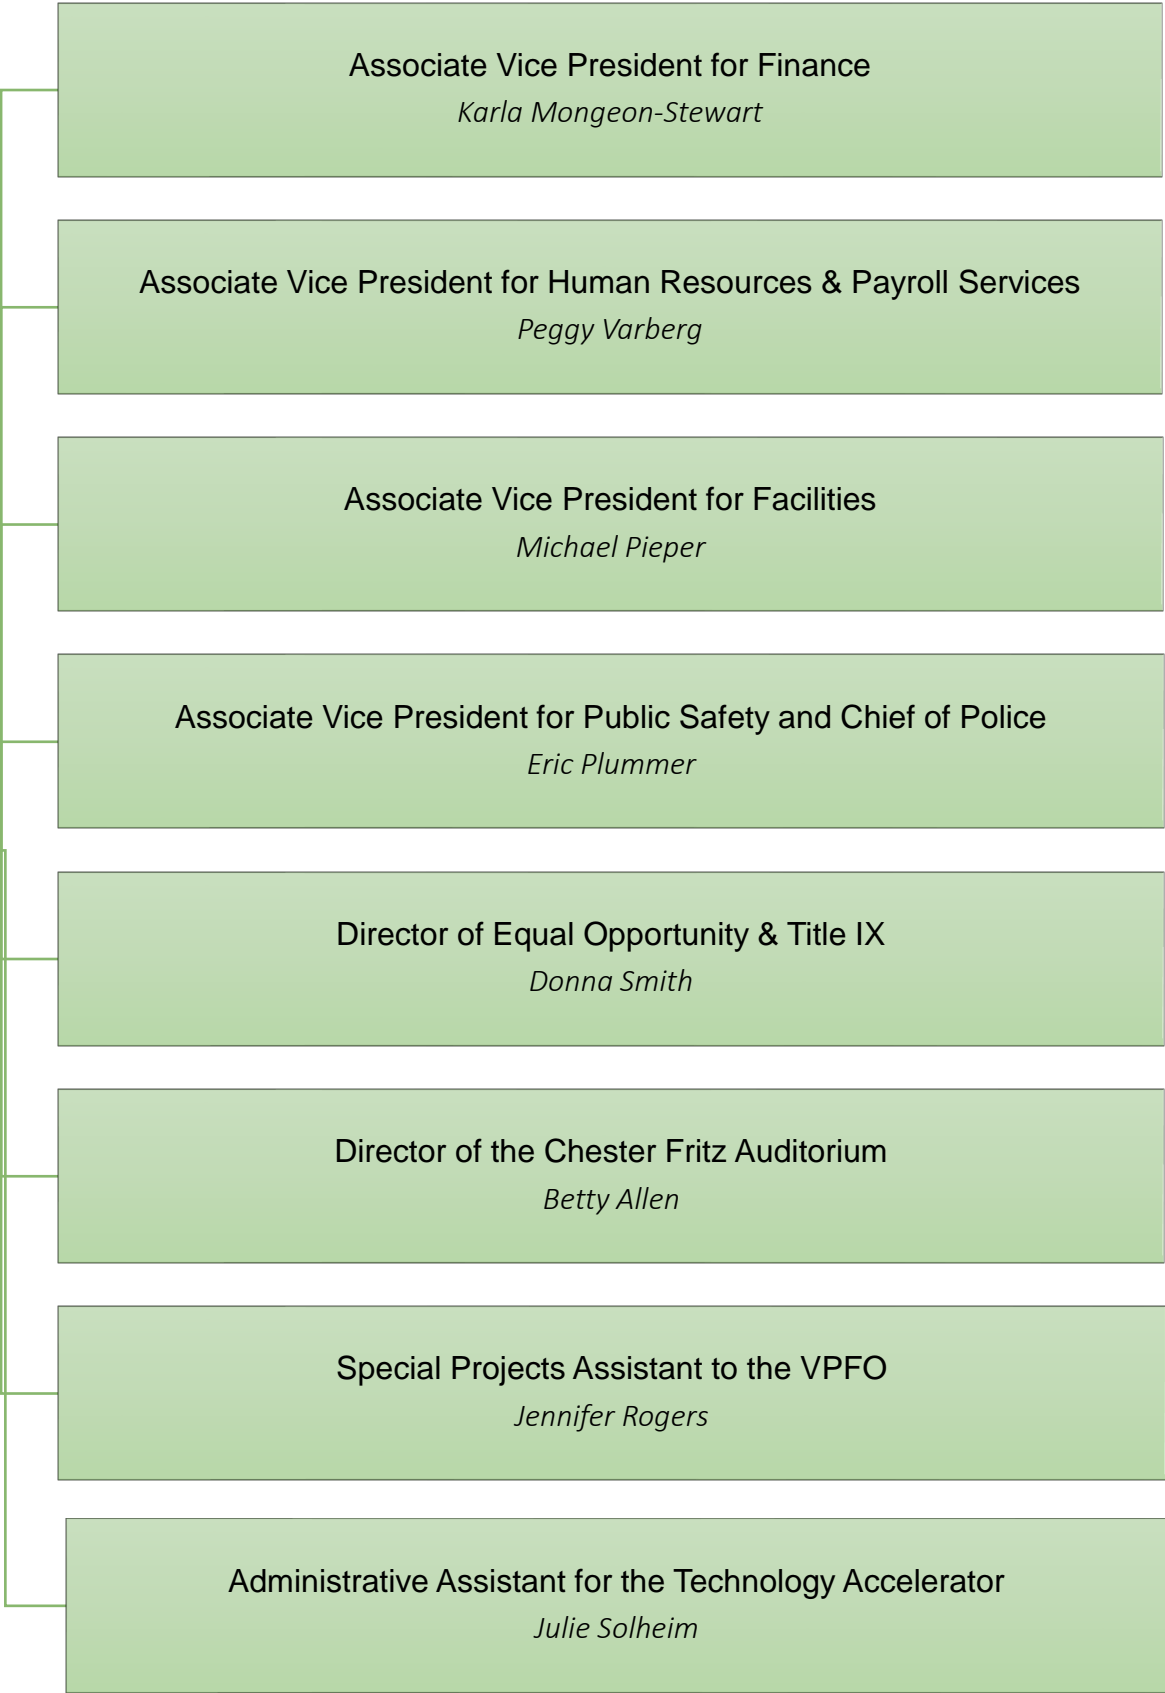 Associate Vice President for Finance
Karla Mongeon-Stewart
Associate Vice President for Human Resources & Payroll Services
Peggy Varberg
Associate Vice President for Facilities
Michael Pieper
Associate Vice President for Public Safety and Chief of Police
Eric Plummer
Director of Equal Opportunity & Title IX
Donna Smith
Director of the Chester Fritz Auditorium
Betty Allen
Special Projects Assistant to the VPFO
Jennifer Rogers
Administrative Assistant for the Technology Accelerator
Julie Solheim